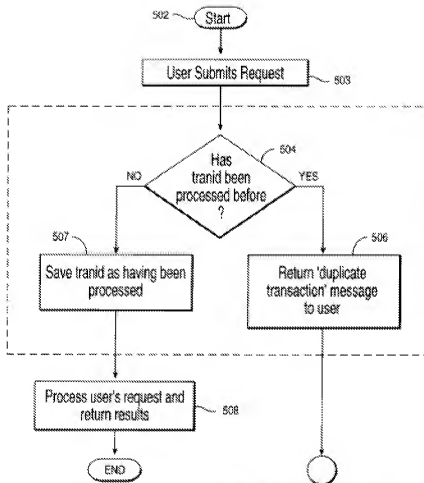 502
Start
User Submits Request
503
504
Has
tranid been
processed before
?
NO
YES
507
506
Save tranid as having been
processed
Return 'duplicate
transaction' message
to user
Process user's request and
return results
508
END